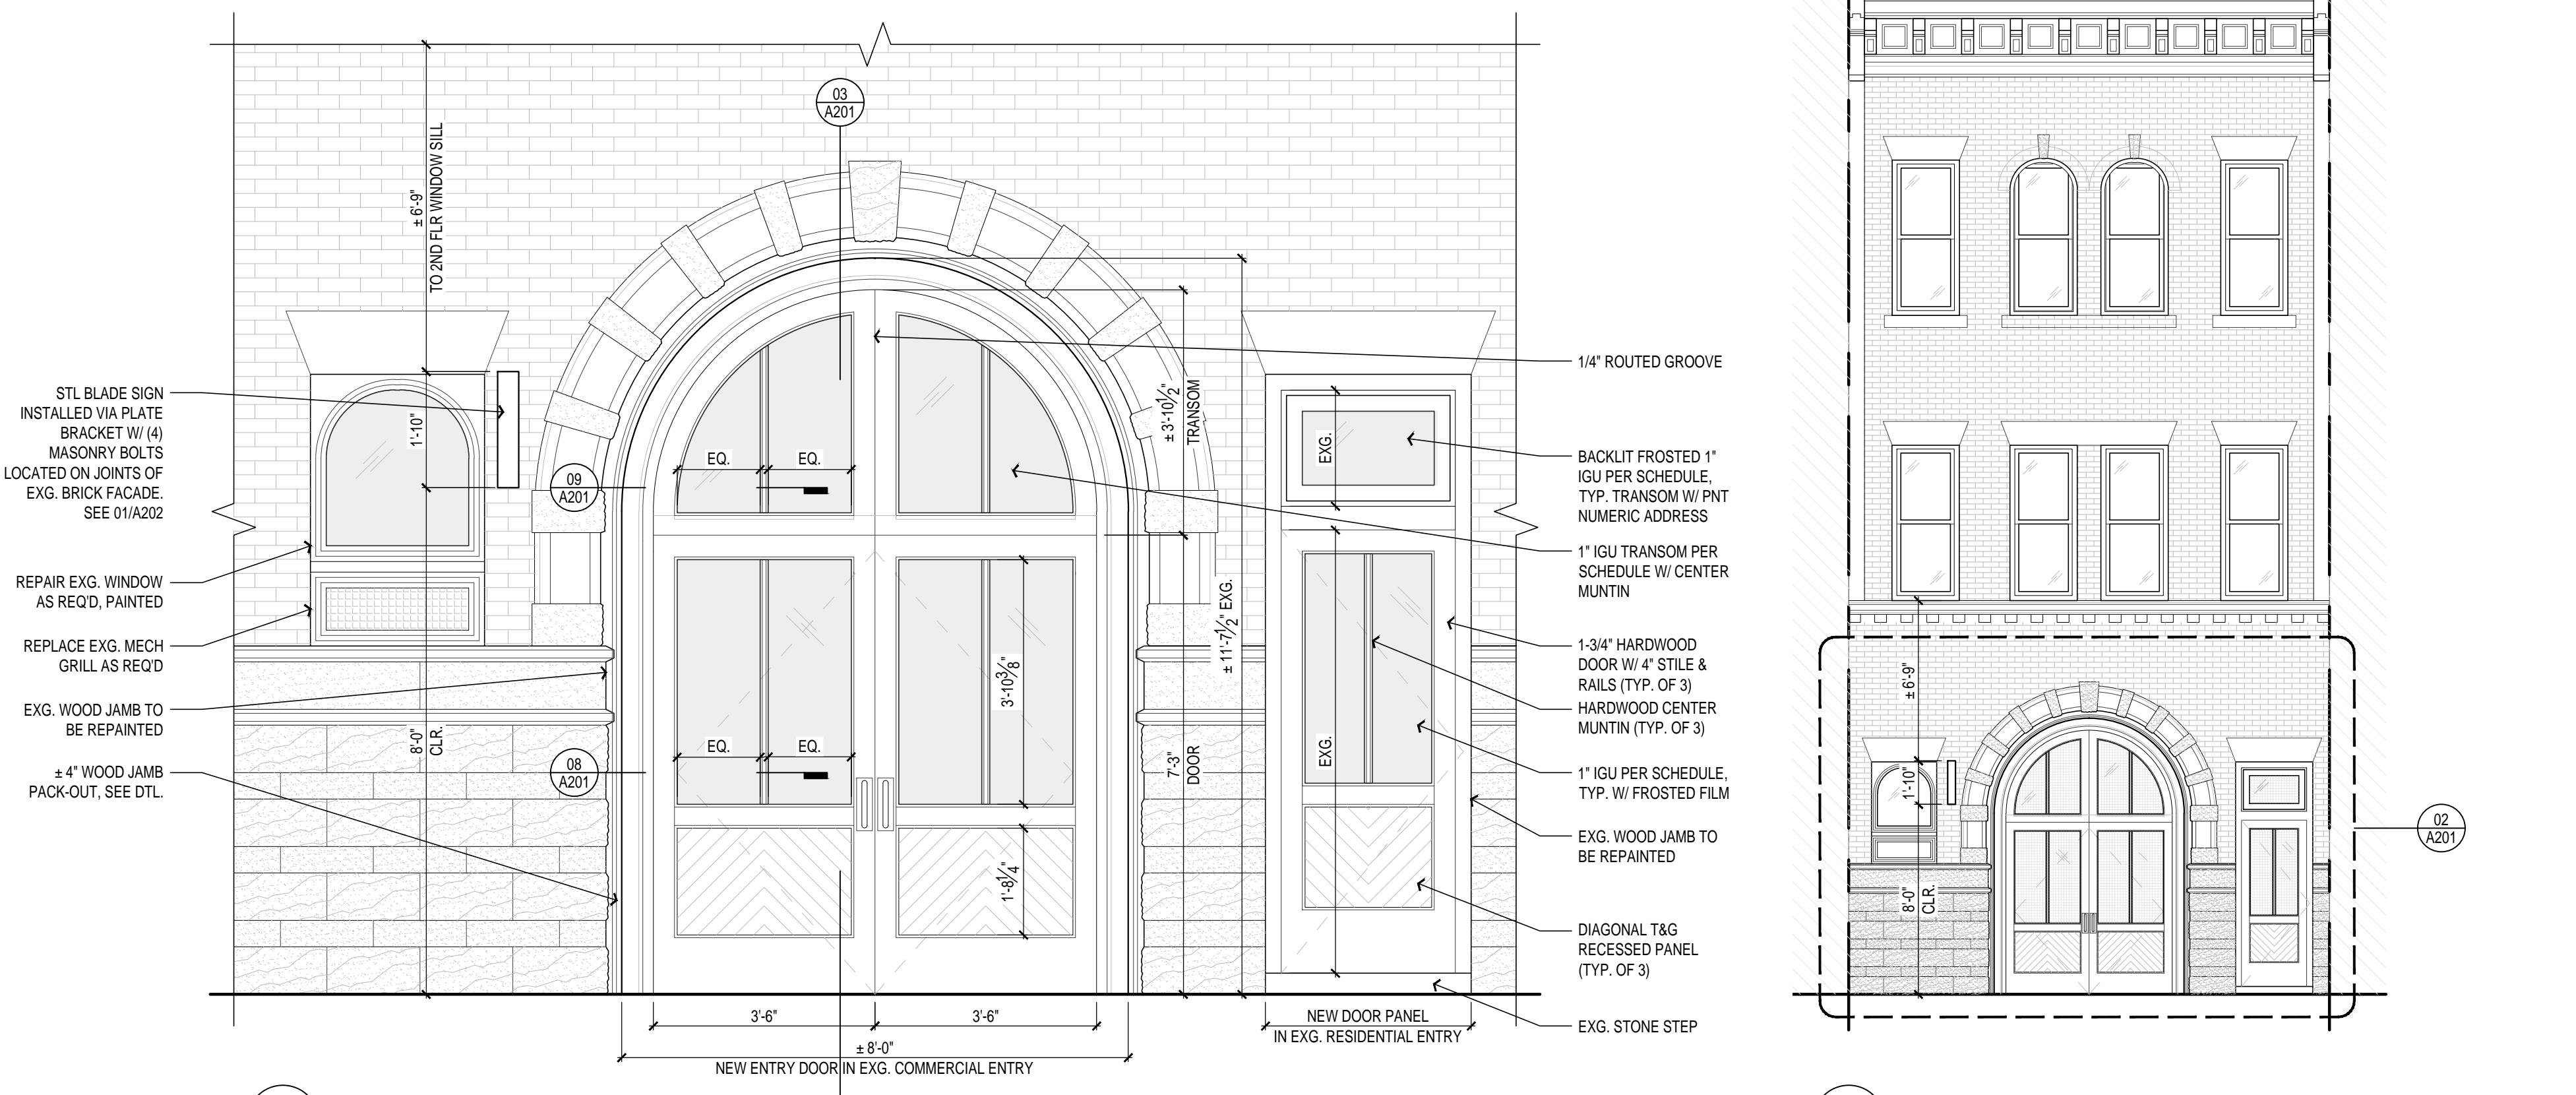 03
A201
± 6'-9"
TO 2ND FLR WINDOW SILL
STL BLADE SIGN
INSTALLED VIA PLATE
BRACKET W/ (4)
MASONRY BOLTS
LOCATED ON JOINTS OF
EXG. BRICK FACADE.
SEE 01/A202
REPAIR EXG. WINDOW
AS REQ'D, PAINTED
REPLACE EXG. MECH
GRILL AS REQ'D
EXG. WOOD JAMB TO
BE REPAINTED
± 4" WOOD JAMB
PACK-OUT, SEE DTL.
1'-10"
8'-0"
CLR.
09
A201
08
A201
EQ.
EQ.
EQ.
EQ.
3'-10 3/8"
1'-8 1/4"
± 3'-10 1/2"
TRANSOM
± 11'-7 1/2" EXG.
7'-3"
DOOR
EXG.
EXG.
3'-6"
3'-6"
± 8'-0"
NEW ENTRY DOOR IN EXG. COMMERCIAL ENTRY
NEW DOOR PANEL
IN EXG. RESIDENTIAL ENTRY
1/4" ROUTED GROOVE
BACKLIT FROSTED 1"
IGU PER SCHEDULE,
TYP. TRANSOM W/ PNT
NUMERIC ADDRESS
1" IGU TRANSOM PER
SCHEDULE W/ CENTER
MUNTIN
1-3/4" HARDWOOD
DOOR W/ 4" STILE &
RAILS (TYP. OF 3)
HARDWOOD CENTER
MUNTIN (TYP. OF 3)
1" IGU PER SCHEDULE,
TYP. W/ FROSTED FILM
EXG. WOOD JAMB TO
BE REPAINTED
DIAGONAL T&G
RECESSED PANEL
(TYP. OF 3)
EXG. STONE STEP
± 6'-9"
1'-10"
8'-0"
CLR.
02
A201